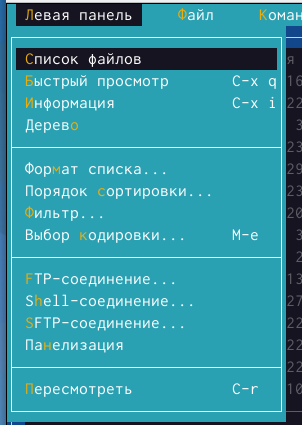 Левая панель Файл Коман
Список файлов
Быстрый просмотр C-x q
Информация C-x i
Дерево
Формат списка...
Порядок сортировки...
Фильтр...
Выбор кодировки... M-e
FTP-соединение...
Shell-соединение...
SFTP-соединение...
Панелизация
Пересмотреть C-r